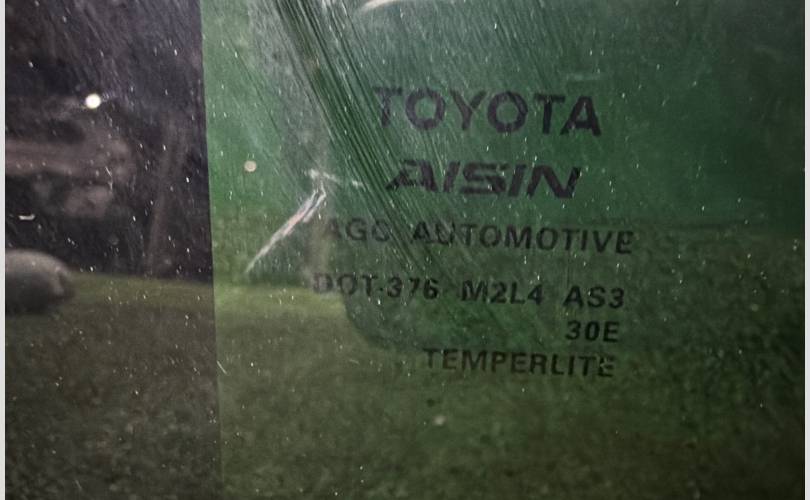 TOYOTA
AISIN
AGC AUTOMOTIVE
DOT-376 M2L4 AS3
30E
TEMPERLITE